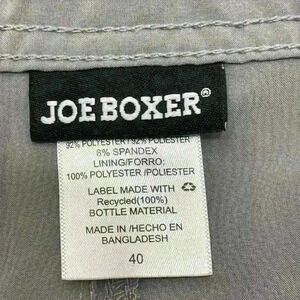 JOE BOXER®
92% POLYESTER / 92% POLIESTER
8% SPANDEX
LINING/FORRO:
100% POLYESTER /POLIESTER
LABEL MADE WITH
Recycled(100%)
BOTTLE MATERIAL
MADE IN /HECHO EN
BANGLADESH
40